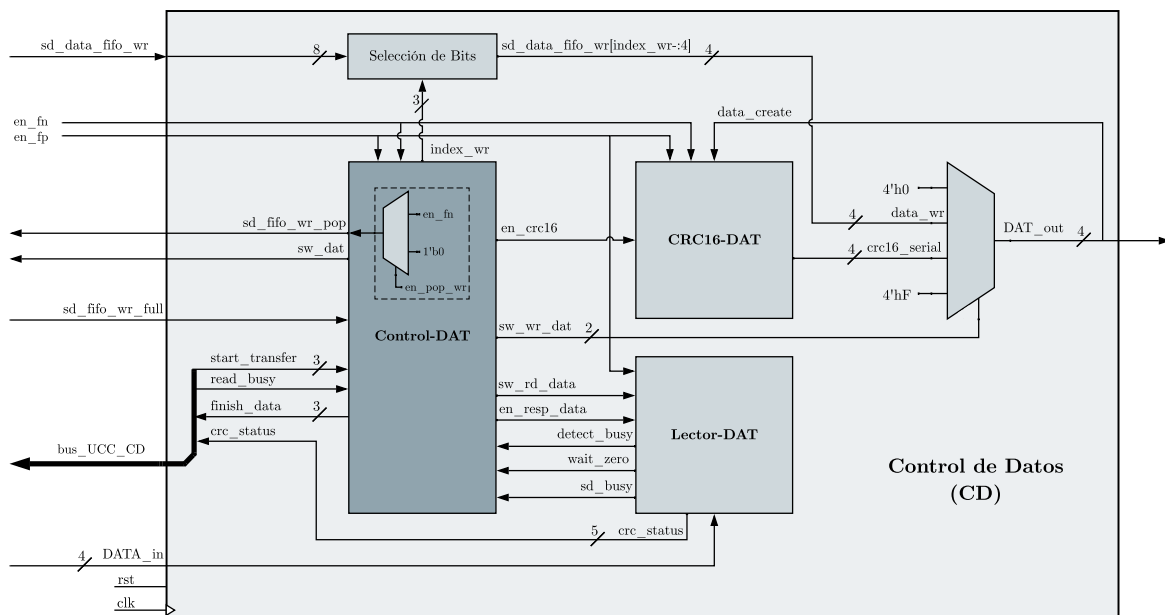 sd_data_fifo_wr
8
Selección de Bits
sd_data_fifo_wr[index_wr-:4]
4
3
en_fn
en_fp
data_create
index_wr
en_fn
1'b0
en_pop_wr
Control-DAT
sd_fifo_wr_pop
sw_dat
sd_fifo_wr_full
en_crc16
CRC16-DAT
4'h0
4
data_wr
4
crc16_serial
4'hF
DAT_out
4
sw_wr_dat
2
start_transfer
3
read_busy
finish_data
3
crc_status
bus_UCC_CD
sw_rd_data
en_resp_data
detect_busy
wait_zero
sd_busy
Lector-DAT
5
crc_status
Control de Datos
(CD)
4
DATA_in
rst
clk